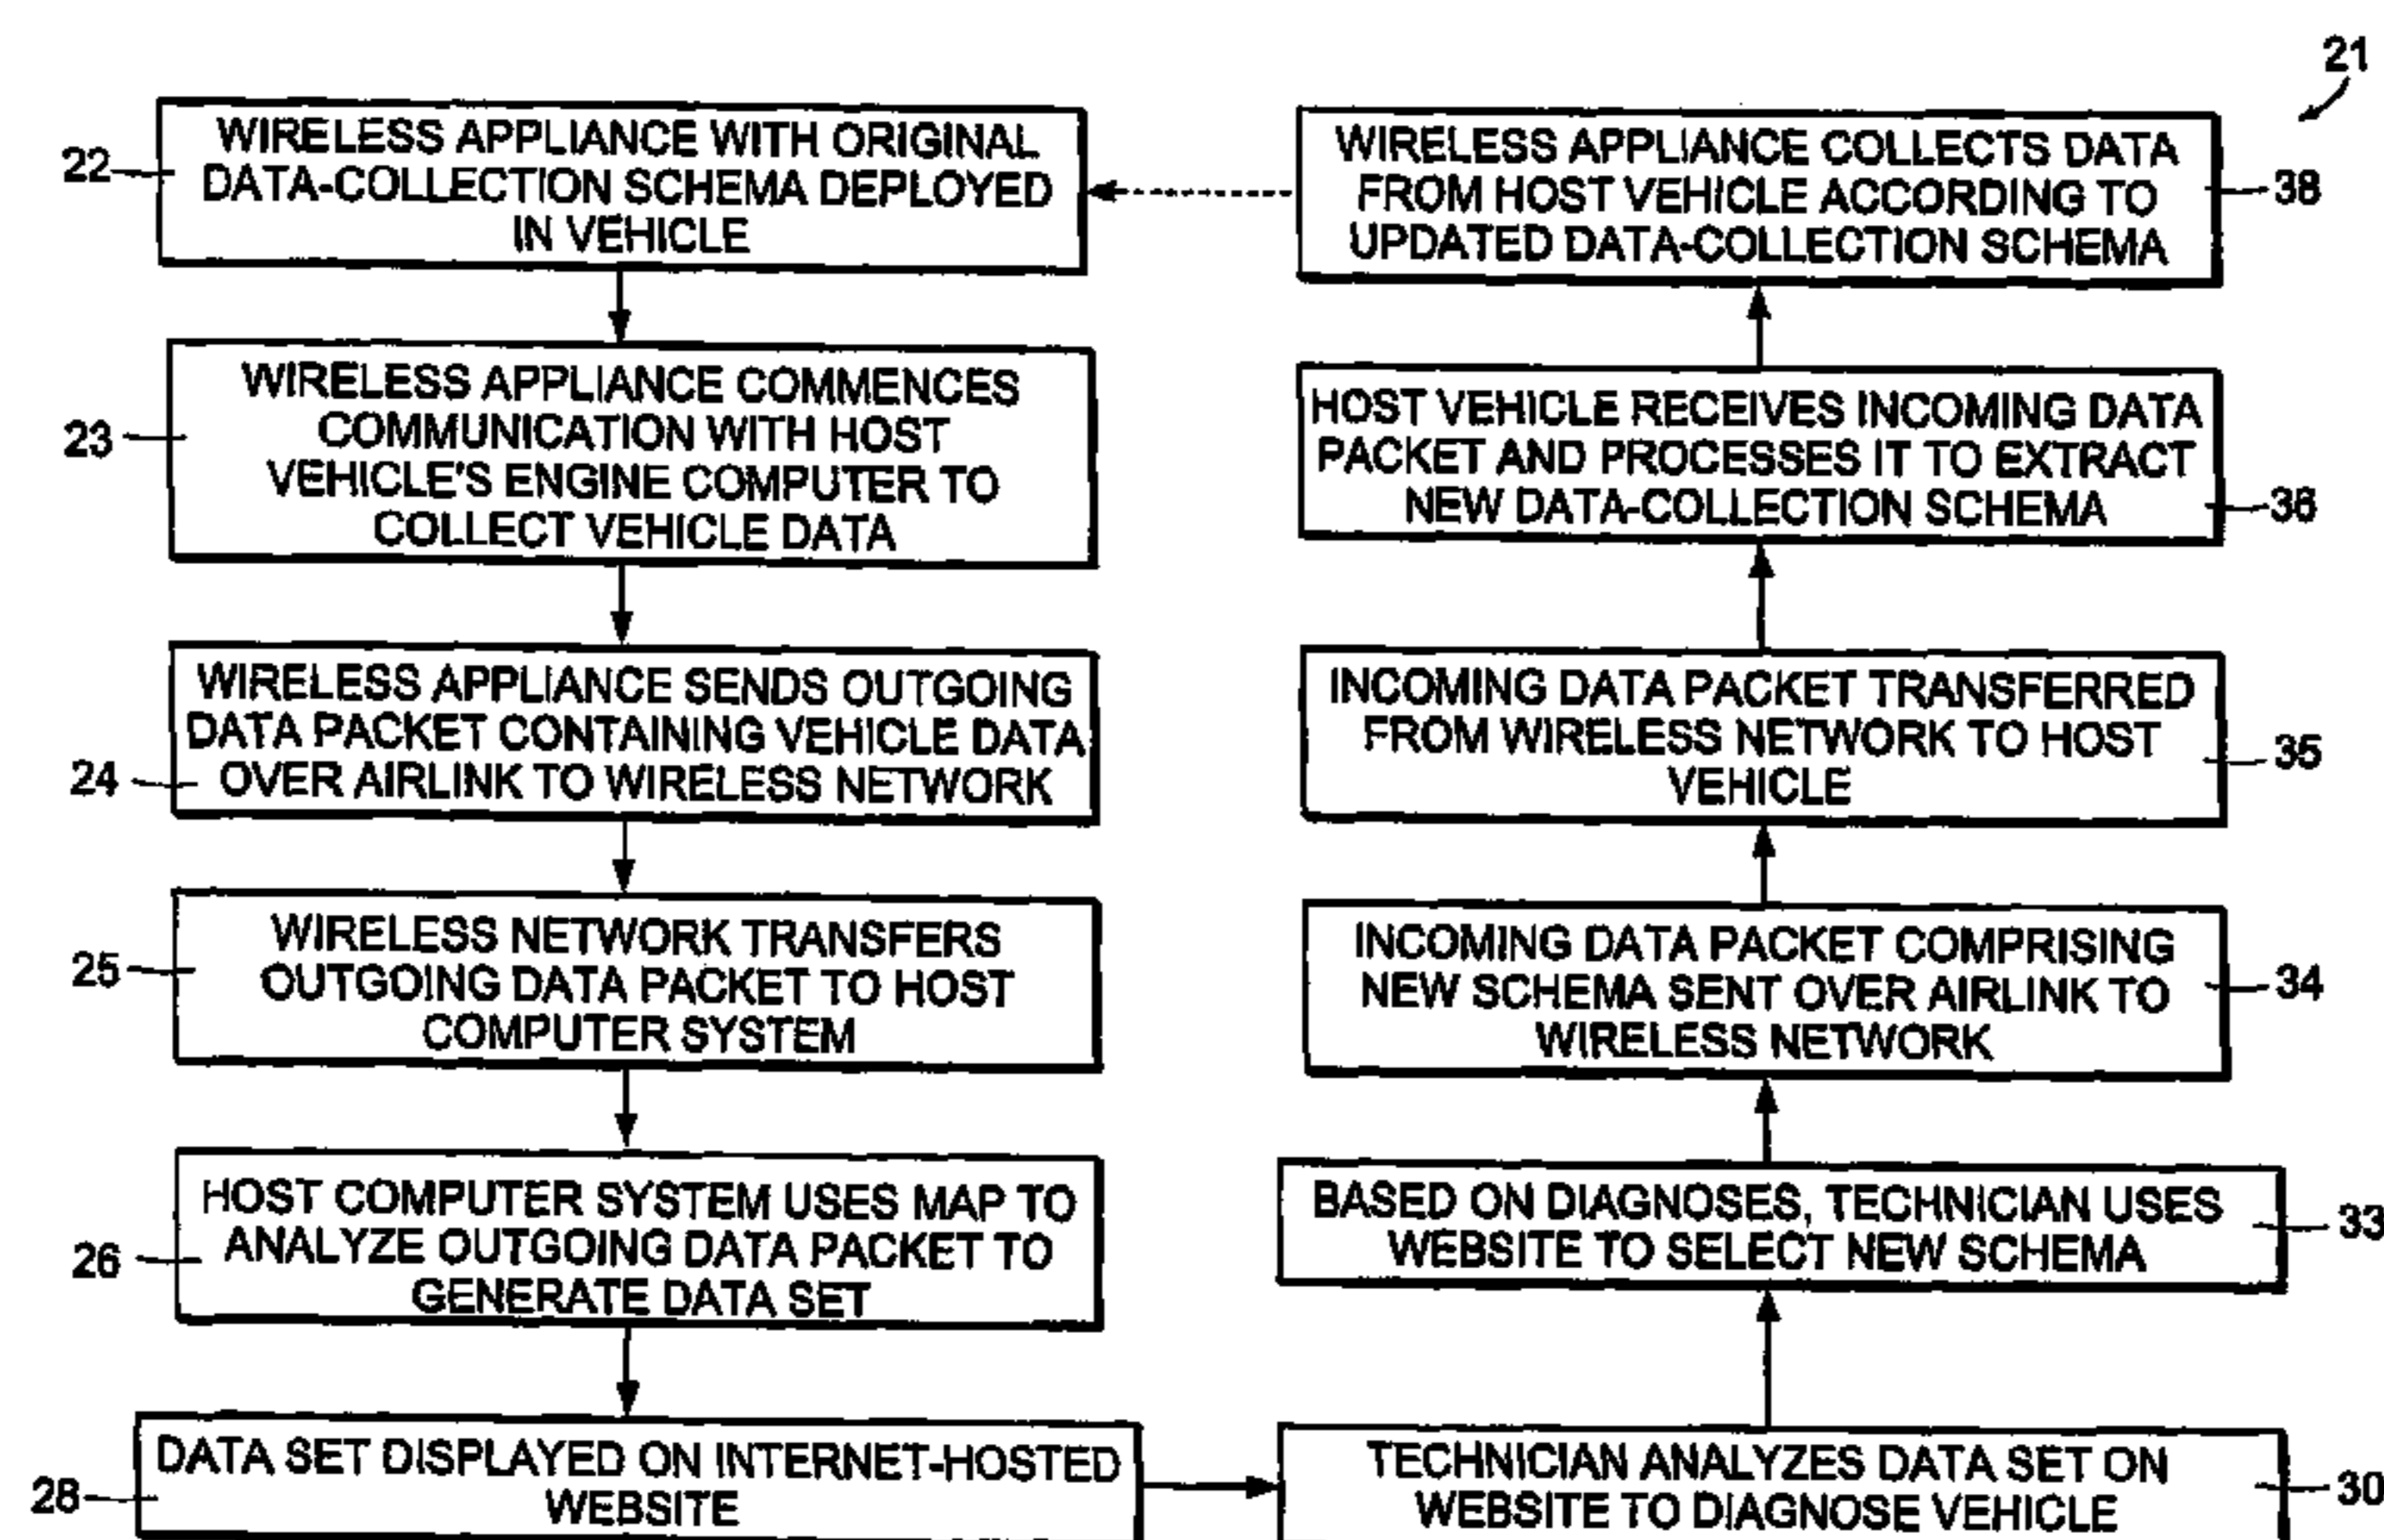 21
22
WIRELESS APPLIANCE WITH ORIGINAL
DATA-COLLECTION SCHEMA DEPLOYED
IN VEHICLE
23
WIRELESS APPLIANCE COMMENCES
COMMUNICATION WITH HOST
VEHICLE'S ENGINE COMPUTER TO
COLLECT VEHICLE DATA
24
WIRELESS APPLIANCE SENDS OUTGOING
DATA PACKET CONTAINING VEHICLE DATA
OVER AIRLINK TO WIRELESS NETWORK
25
WIRELESS NETWORK TRANSFERS
OUTGOING DATA PACKET TO HOST
COMPUTER SYSTEM
26
HOST COMPUTER SYSTEM USES MAP TO
ANALYZE OUTGOING DATA PACKET TO
GENERATE DATA SET
28
DATA SET DISPLAYED ON INTERNET-HOSTED
WEBSITE
TECHNICIAN ANALYZES DATA SET ON
WEBSITE TO DIAGNOSE VEHICLE
30
BASED ON DIAGNOSES, TECHNICIAN USES
WEBSITE TO SELECT NEW SCHEMA
33
INCOMING DATA PACKET COMPRISING
NEW SCHEMA SENT OVER AIRLINK TO
WIRELESS NETWORK
34
INCOMING DATA PACKET TRANSFERRED
FROM WIRELESS NETWORK TO HOST
VEHICLE
35
HOST VEHICLE RECEIVES INCOMING DATA
PACKET AND PROCESSES IT TO EXTRACT
NEW DATA-COLLECTION SCHEMA
36
WIRELESS APPLIANCE COLLECTS DATA
FROM HOST VEHICLE ACCORDING TO
UPDATED DATA-COLLECTION SCHEMA
38